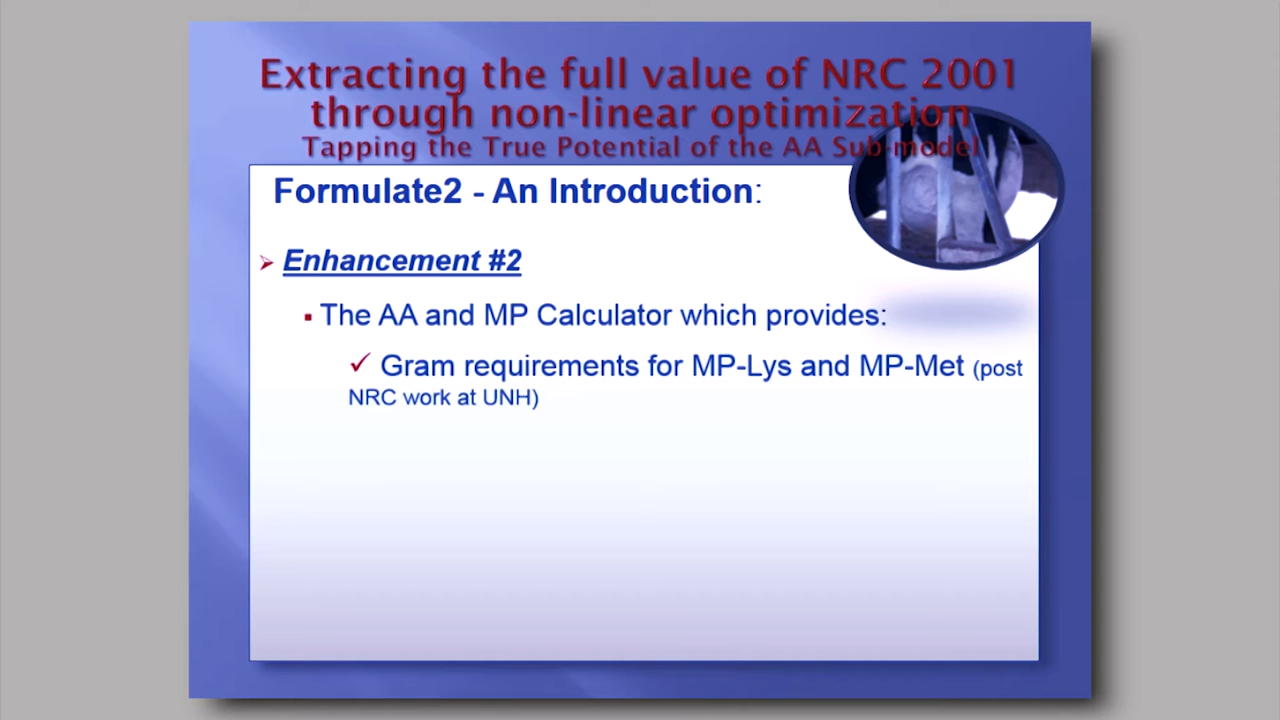 Extracting the full value of NRC 2001
through non-linear optimization
Tapping the True Potential of the AA Sub-model
Formulate2 - An Introduction:
Enhancement #2
The AA and MP Calculator which provides:
Gram requirements for MP-Lys and MP-Met (post
NRC work at UNH)